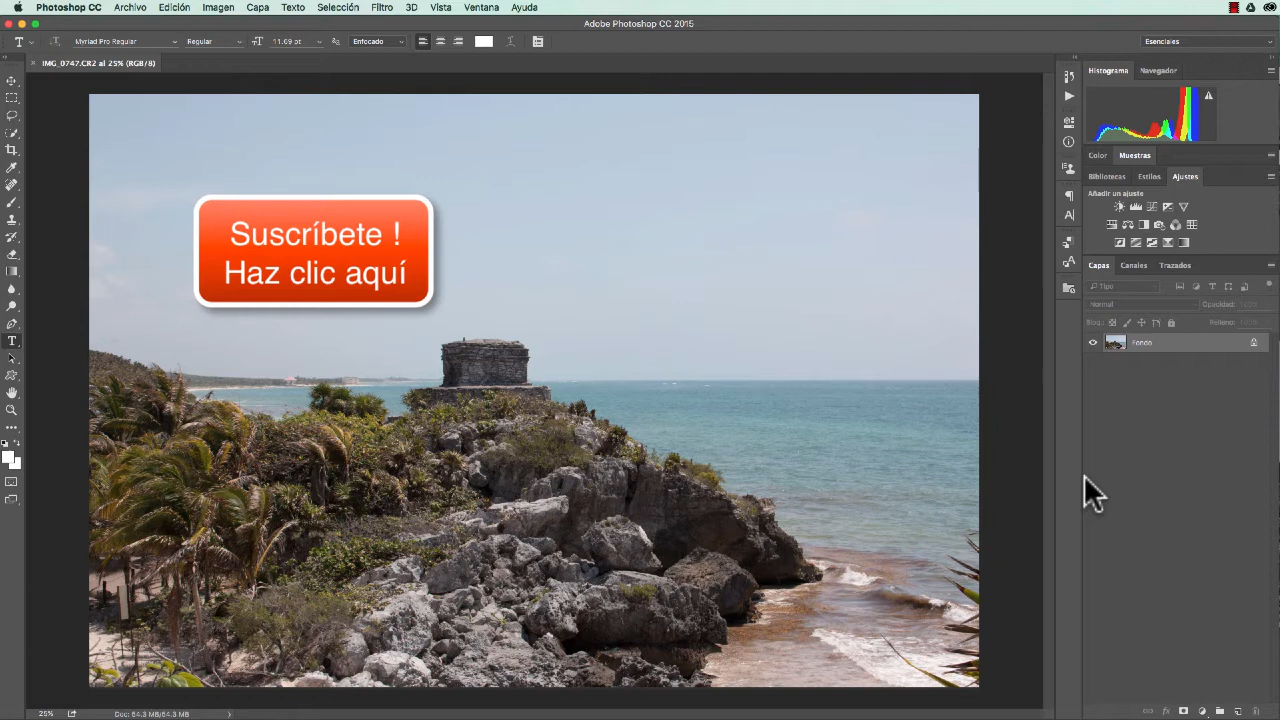 Photoshop CC Archivo Edición Imagen Capa Texto Selección Filtro 3D Vista Ventana Ayuda
Adobe Photoshop CC 2015
Myriad Pro Regular Regular 11.69 pt Enfocado Esenciales
IMG_0747.CR2 al 25% (RGB/8)
Histograma Navegador
Color Muestras
Bibliotecas Estilos Ajustes
Añadir un ajuste
Suscríbete !
Haz clic aquí
Capas Canales Trazados
Tipo
Normal Opacidad:
Bloq.: Relleno:
Fondo
25% Doc: 54.3 MB/54.3 MB